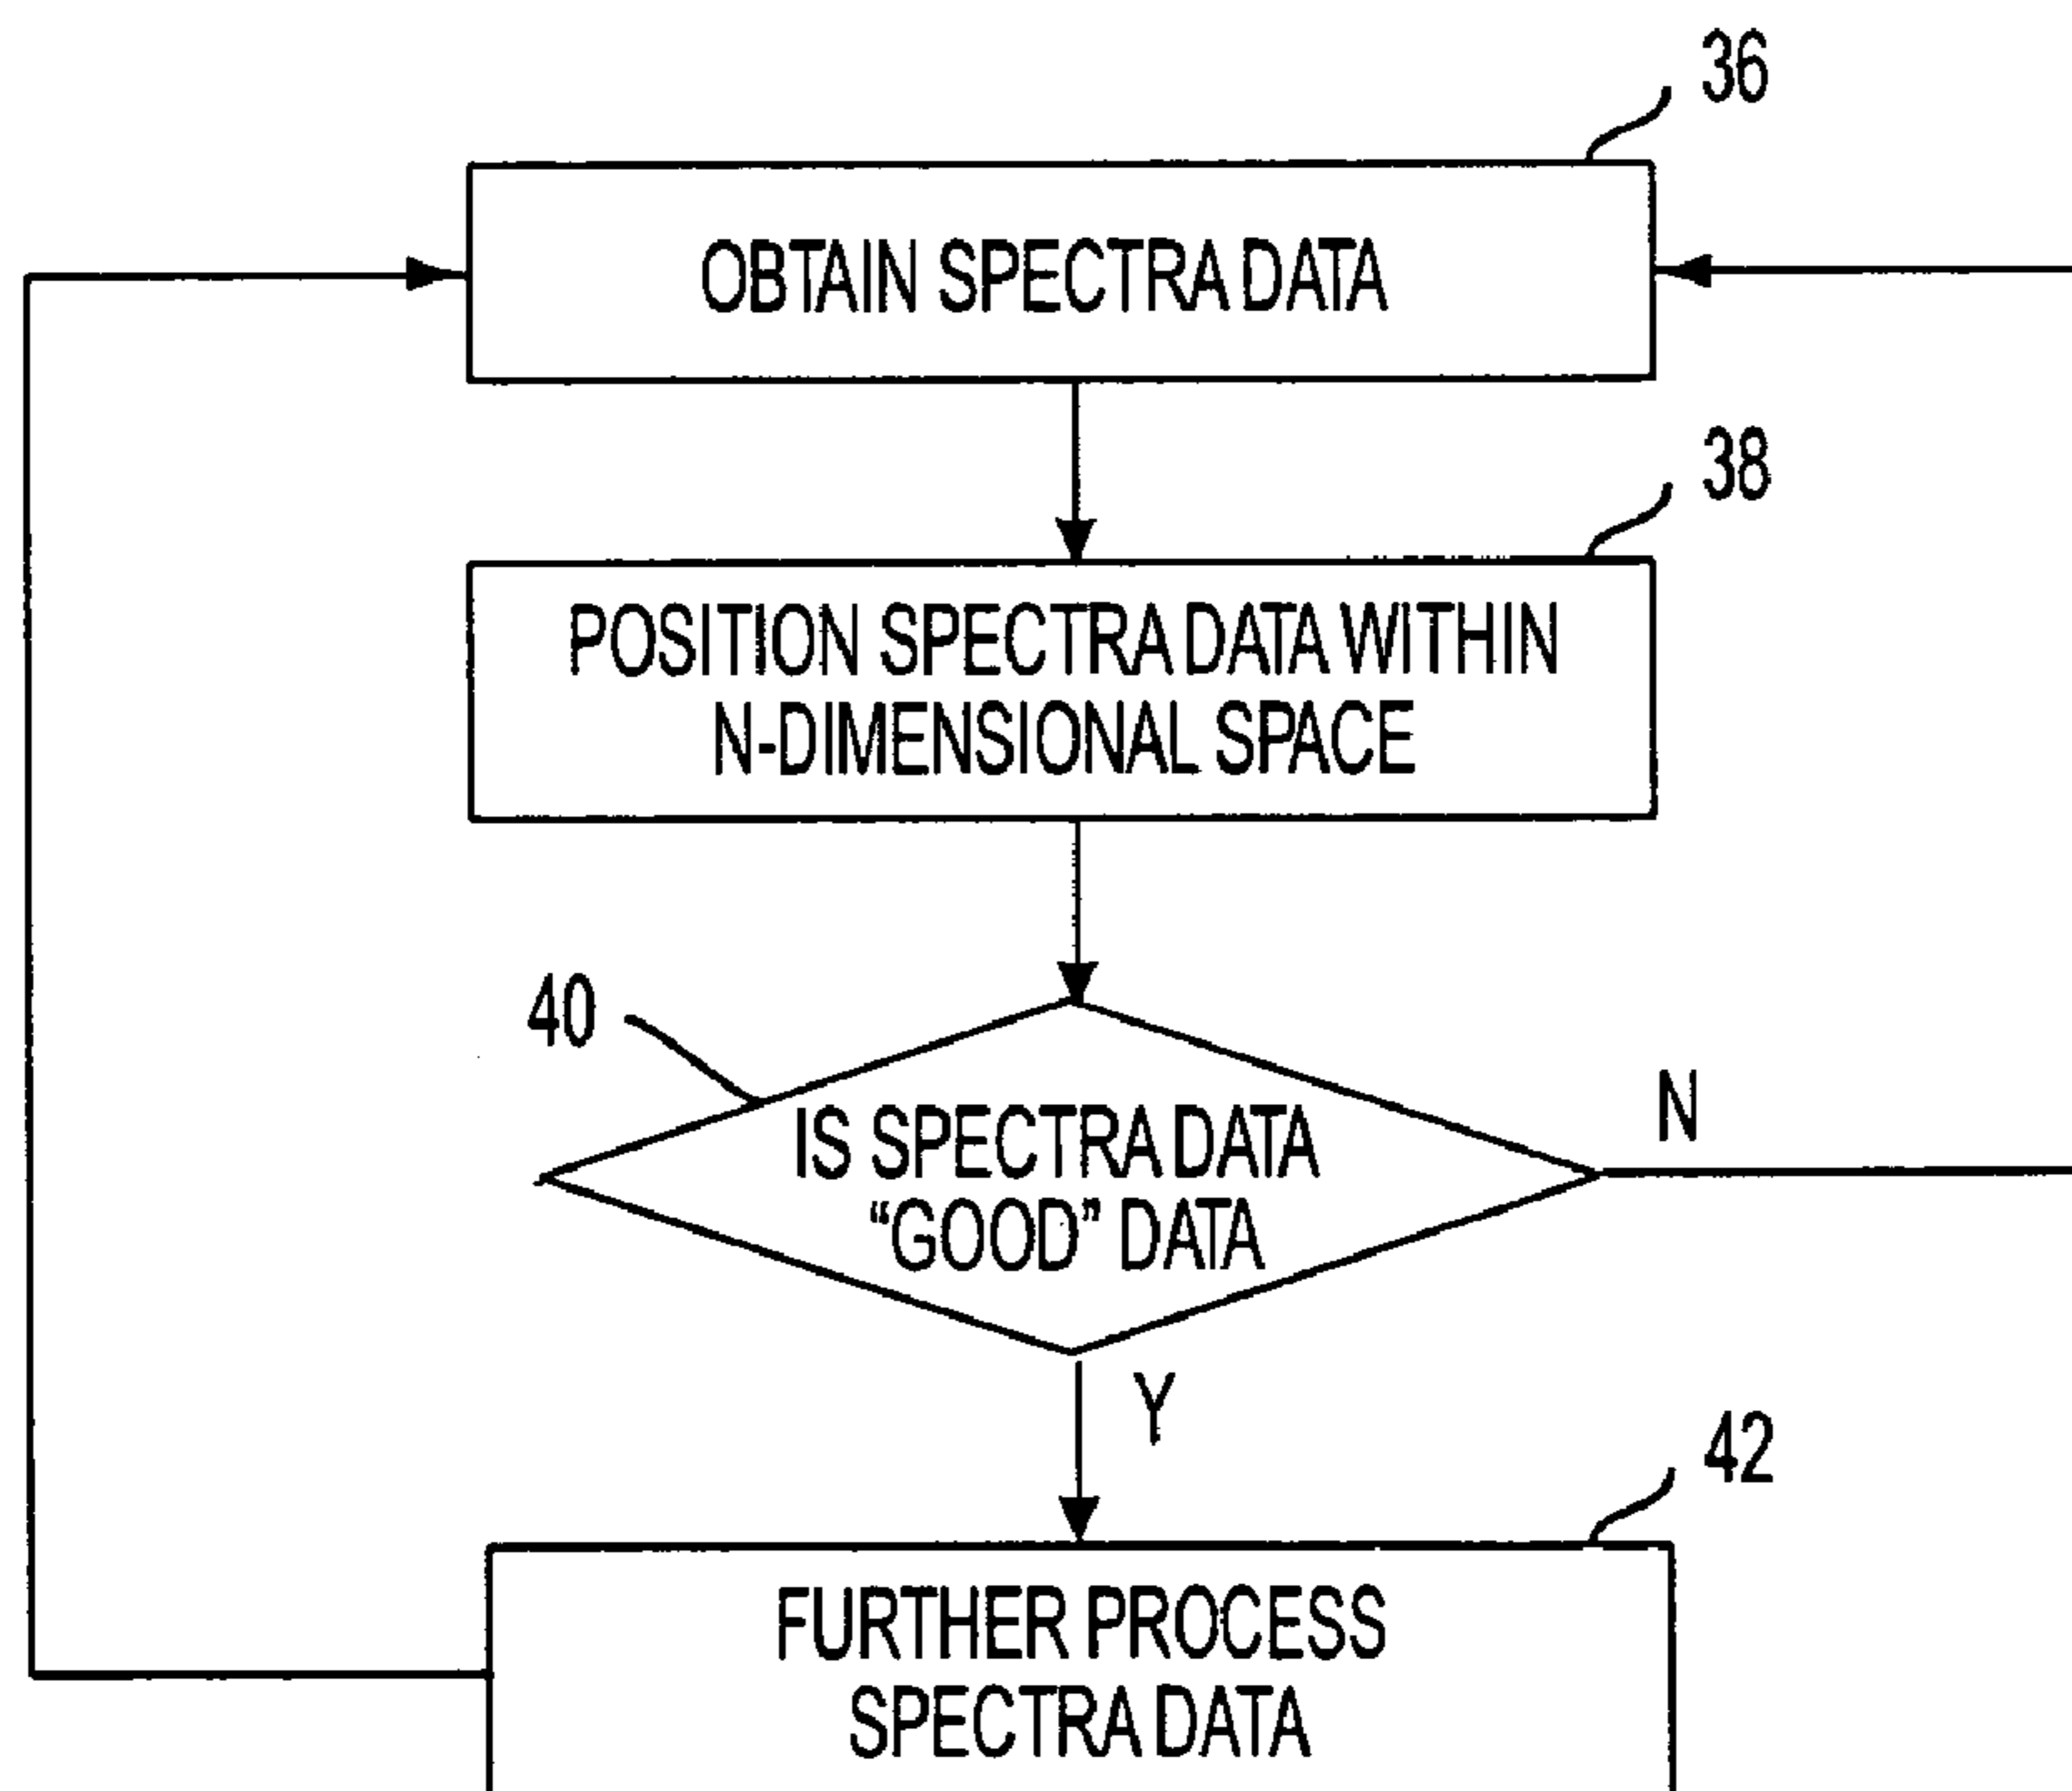 36
OBTAIN SPECTRA DATA
38
POSITION SPECTRA DATA WITHIN
N-DIMENSIONAL SPACE
40
IS SPECTRA DATA
“GOOD” DATA
N
Y
42
FURTHER PROCESS
SPECTRA DATA